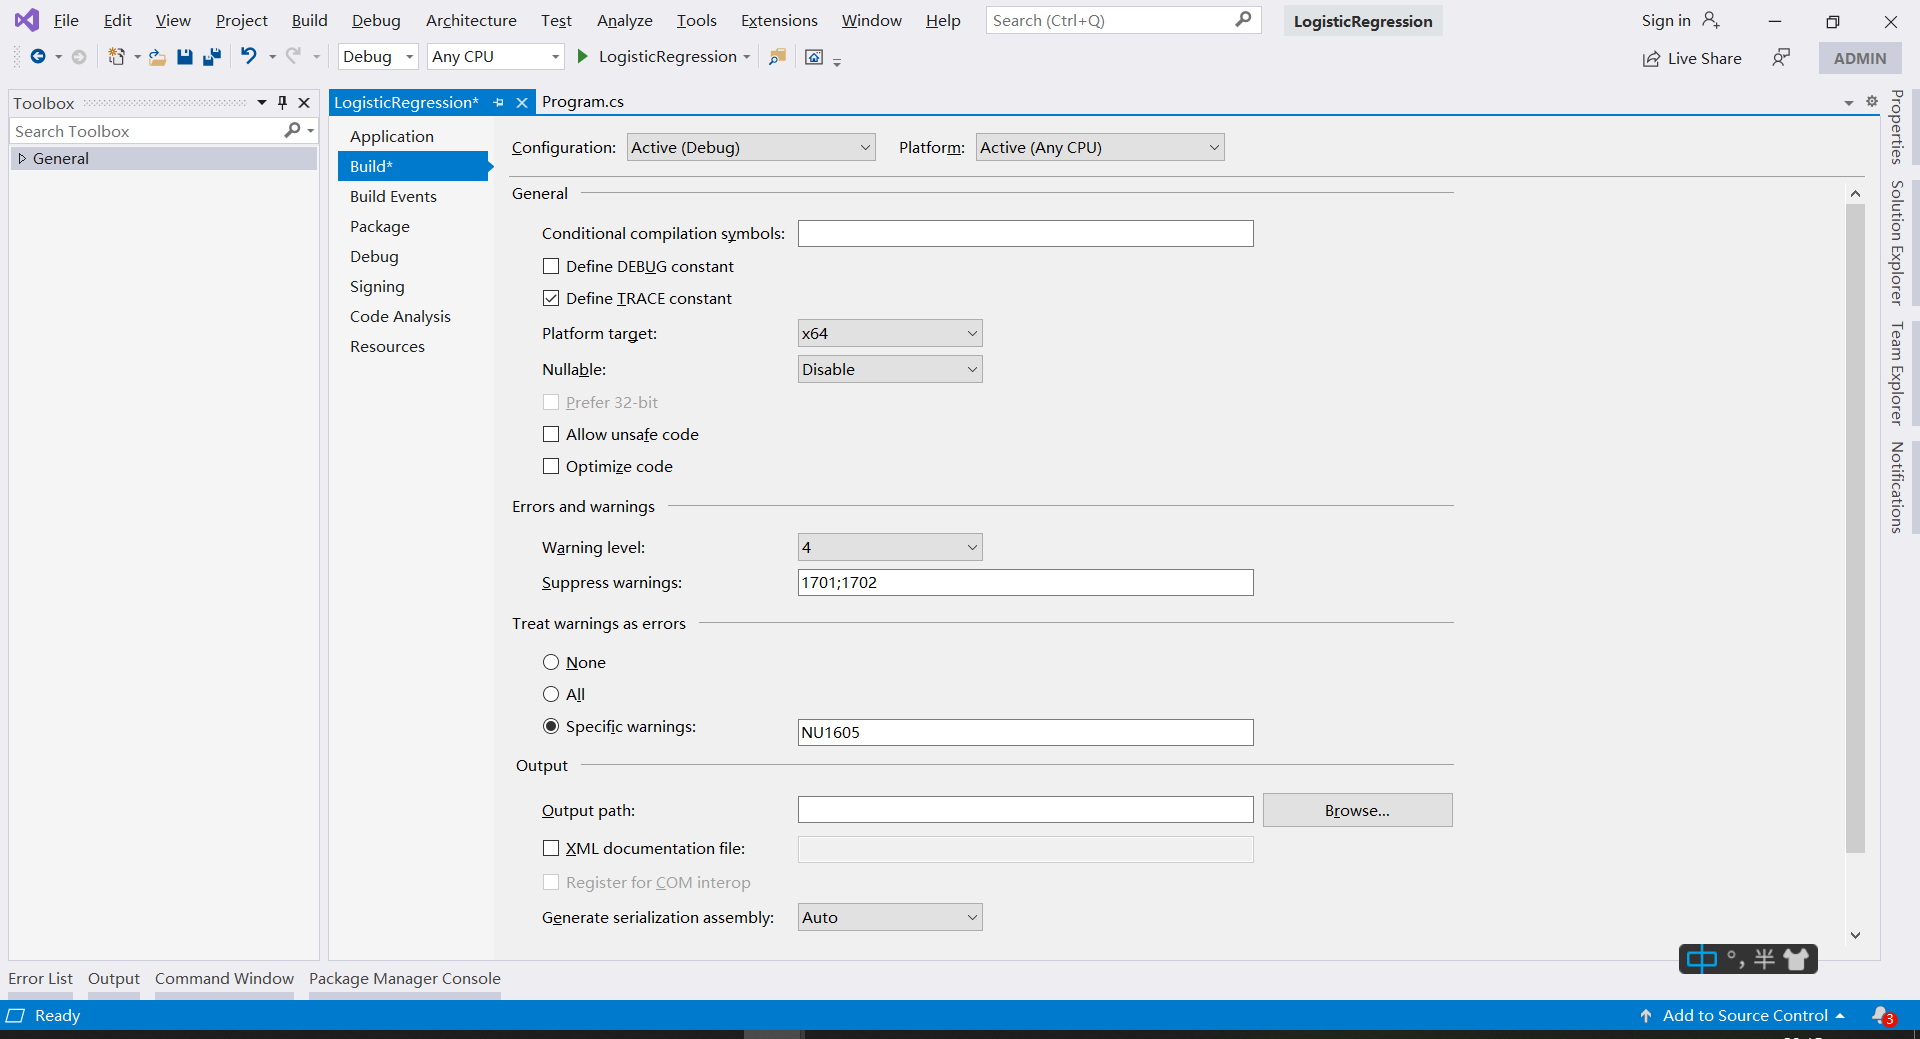 File Edit View Project Build Debug Architecture Test Analyze Tools Extensions Window Help Search (Ctrl+Q) LogisticRegression Sign in
Debug Any CPU LogisticRegression Live Share ADMIN
Toolbox
Search Toolbox
General
LogisticRegression* Program.cs
Application
Build*
Build Events
Package
Debug
Signing
Code Analysis
Resources
Configuration: Active (Debug) Platform: Active (Any CPU)
General
Conditional compilation symbols:
Define DEBUG constant
Define TRACE constant
Platform target: x64
Nullable: Disable
Prefer 32-bit
Allow unsafe code
Optimize code
Errors and warnings
Warning level: 4
Suppress warnings: 1701;1702
Treat warnings as errors
None
All
Specific warnings: NU1605
Output
Output path: Browse...
XML documentation file:
Register for COM interop
Generate serialization assembly: Auto
Properties
Solution Explorer
Team Explorer
Notifications
中 °, 半
Error List Output Command Window Package Manager Console
Ready Add to Source Control 3